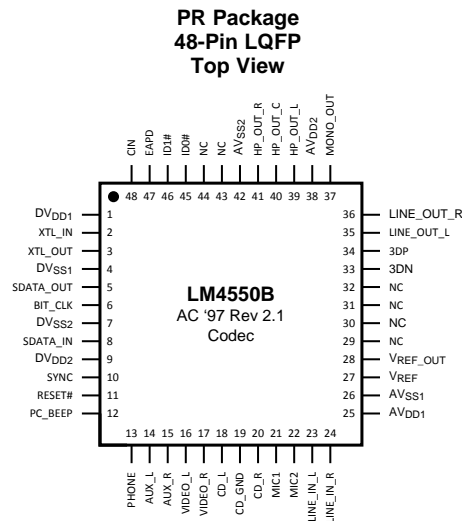 PR Package
48-Pin LQFP
Top View
CIN
EAPD
ID1#
ID0#
NC
NC
AVSS2
HP_OUT_R
HP_OUT_C
HP_OUT_L
AVDD2
MONO_OUT
48 47 46 45 44 43 42 41 40 39 38 37
DVDD1 1
XTL_IN 2
XTL_OUT 3
DVSS1 4
SDATA_OUT 5
BIT_CLK 6
DVSS2 7
SDATA_IN 8
DVDD2 9
SYNC 10
RESET# 11
PC_BEEP 12
LM4550B
AC ‘97 Rev 2.1
Codec
36 LINE_OUT_R
35 LINE_OUT_L
34 3DP
33 3DN
32 NC
31 NC
30 NC
29 NC
28 VREF_OUT
27 VREF
26 AVSS1
25 AVDD1
13 14 15 16 17 18 19 20 21 22 23 24
PHONE
AUX_L
AUX_R
VIDEO_L
VIDEO_R
CD_L
CD_GND
CD_R
MIC1
MIC2
LINE_IN_L
LINE_IN_R